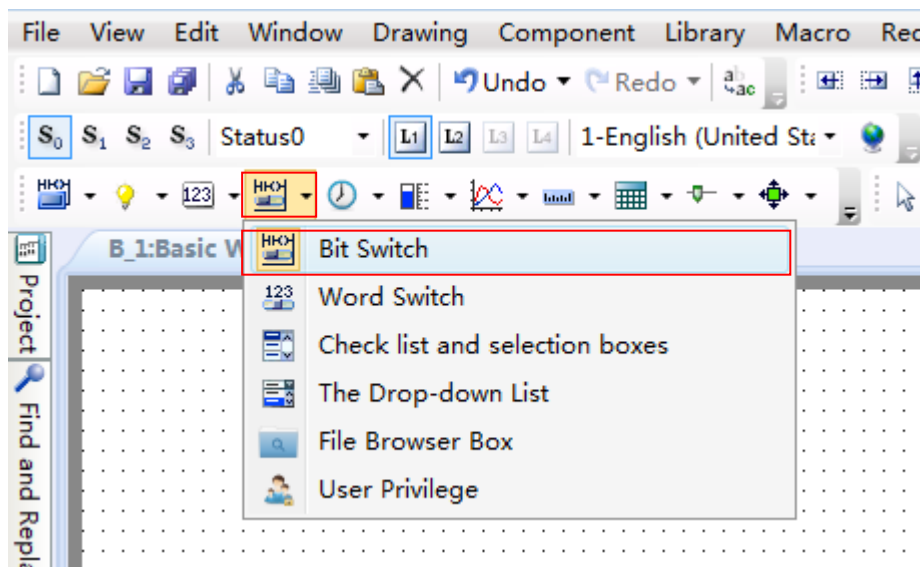 File View Edit Window Drawing Component Library Macro
Undo Redo
S0 S1 S2 S3 Status0 L1 L2 L3 L4 1-English (United Sta
123
B_1:Basic W
Bit Switch
123 Word Switch
Check list and selection boxes
The Drop-down List
File Browser Box
User Privilege
Project
Find and Repla